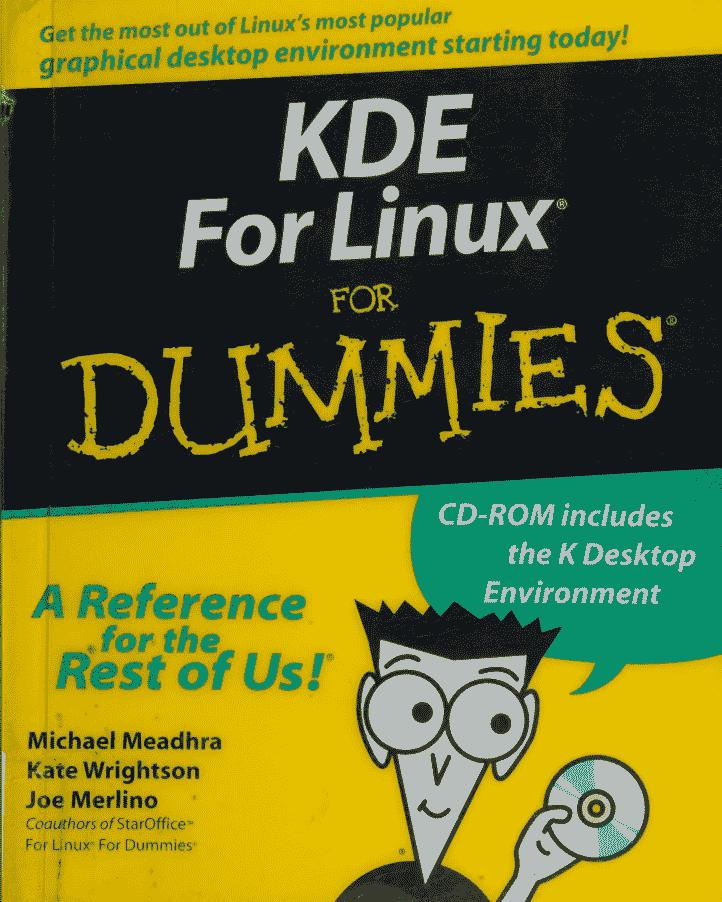 Get the most out of Linux's most popular
graphical desktop environment starting today!
KDE
For Linux®
FOR
DUMMIES®
CD-ROM includes
the K Desktop
Environment
A Reference
for the
Rest of Us!®
Michael Meadhra
Kate Wrightson
Joe Merlino
Coauthors of StarOffice™
For Linux® For Dummies®